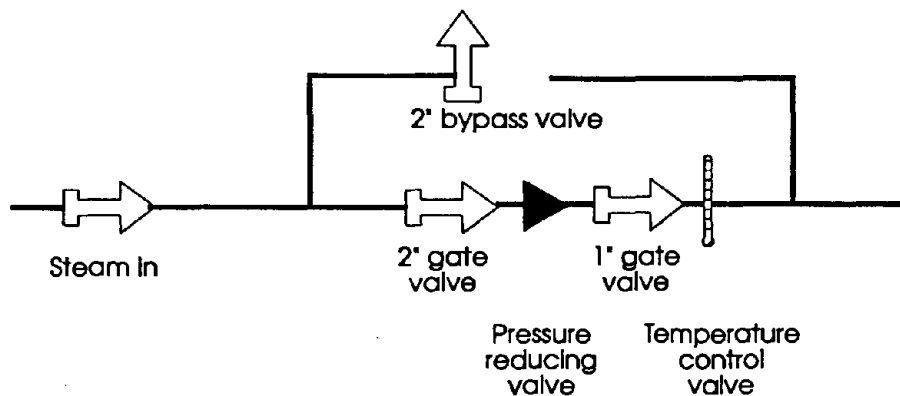 2" bypass valve
Steam in
2" gate
valve
1" gate
valve
Pressure
reducing
valve
Temperature
control
valve